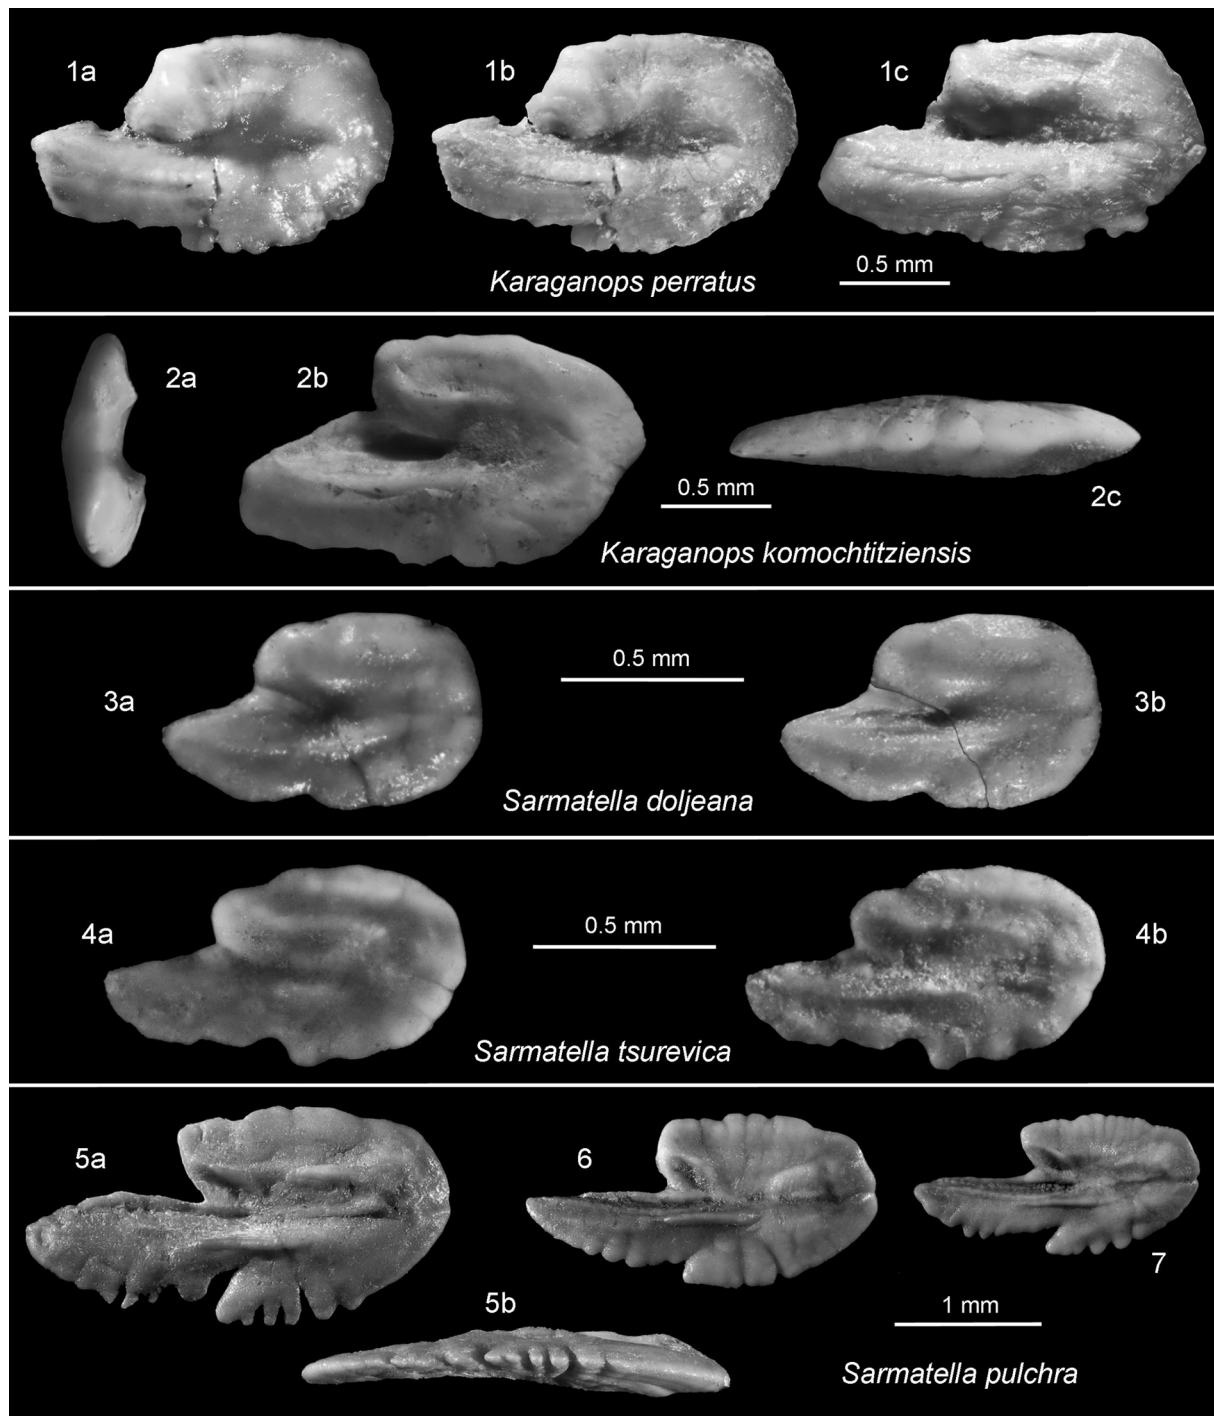 1a
1b
1c
0.5 mm
Karaganops perratus
2a
2b
0.5 mm
2c
Karaganops komochtitziensis
3a
0.5 mm
3b
Sarmatella doljeana
4a
0.5 mm
4b
Sarmatella tsurevica
5a
6
7
5b
1 mm
Sarmatella pulchra